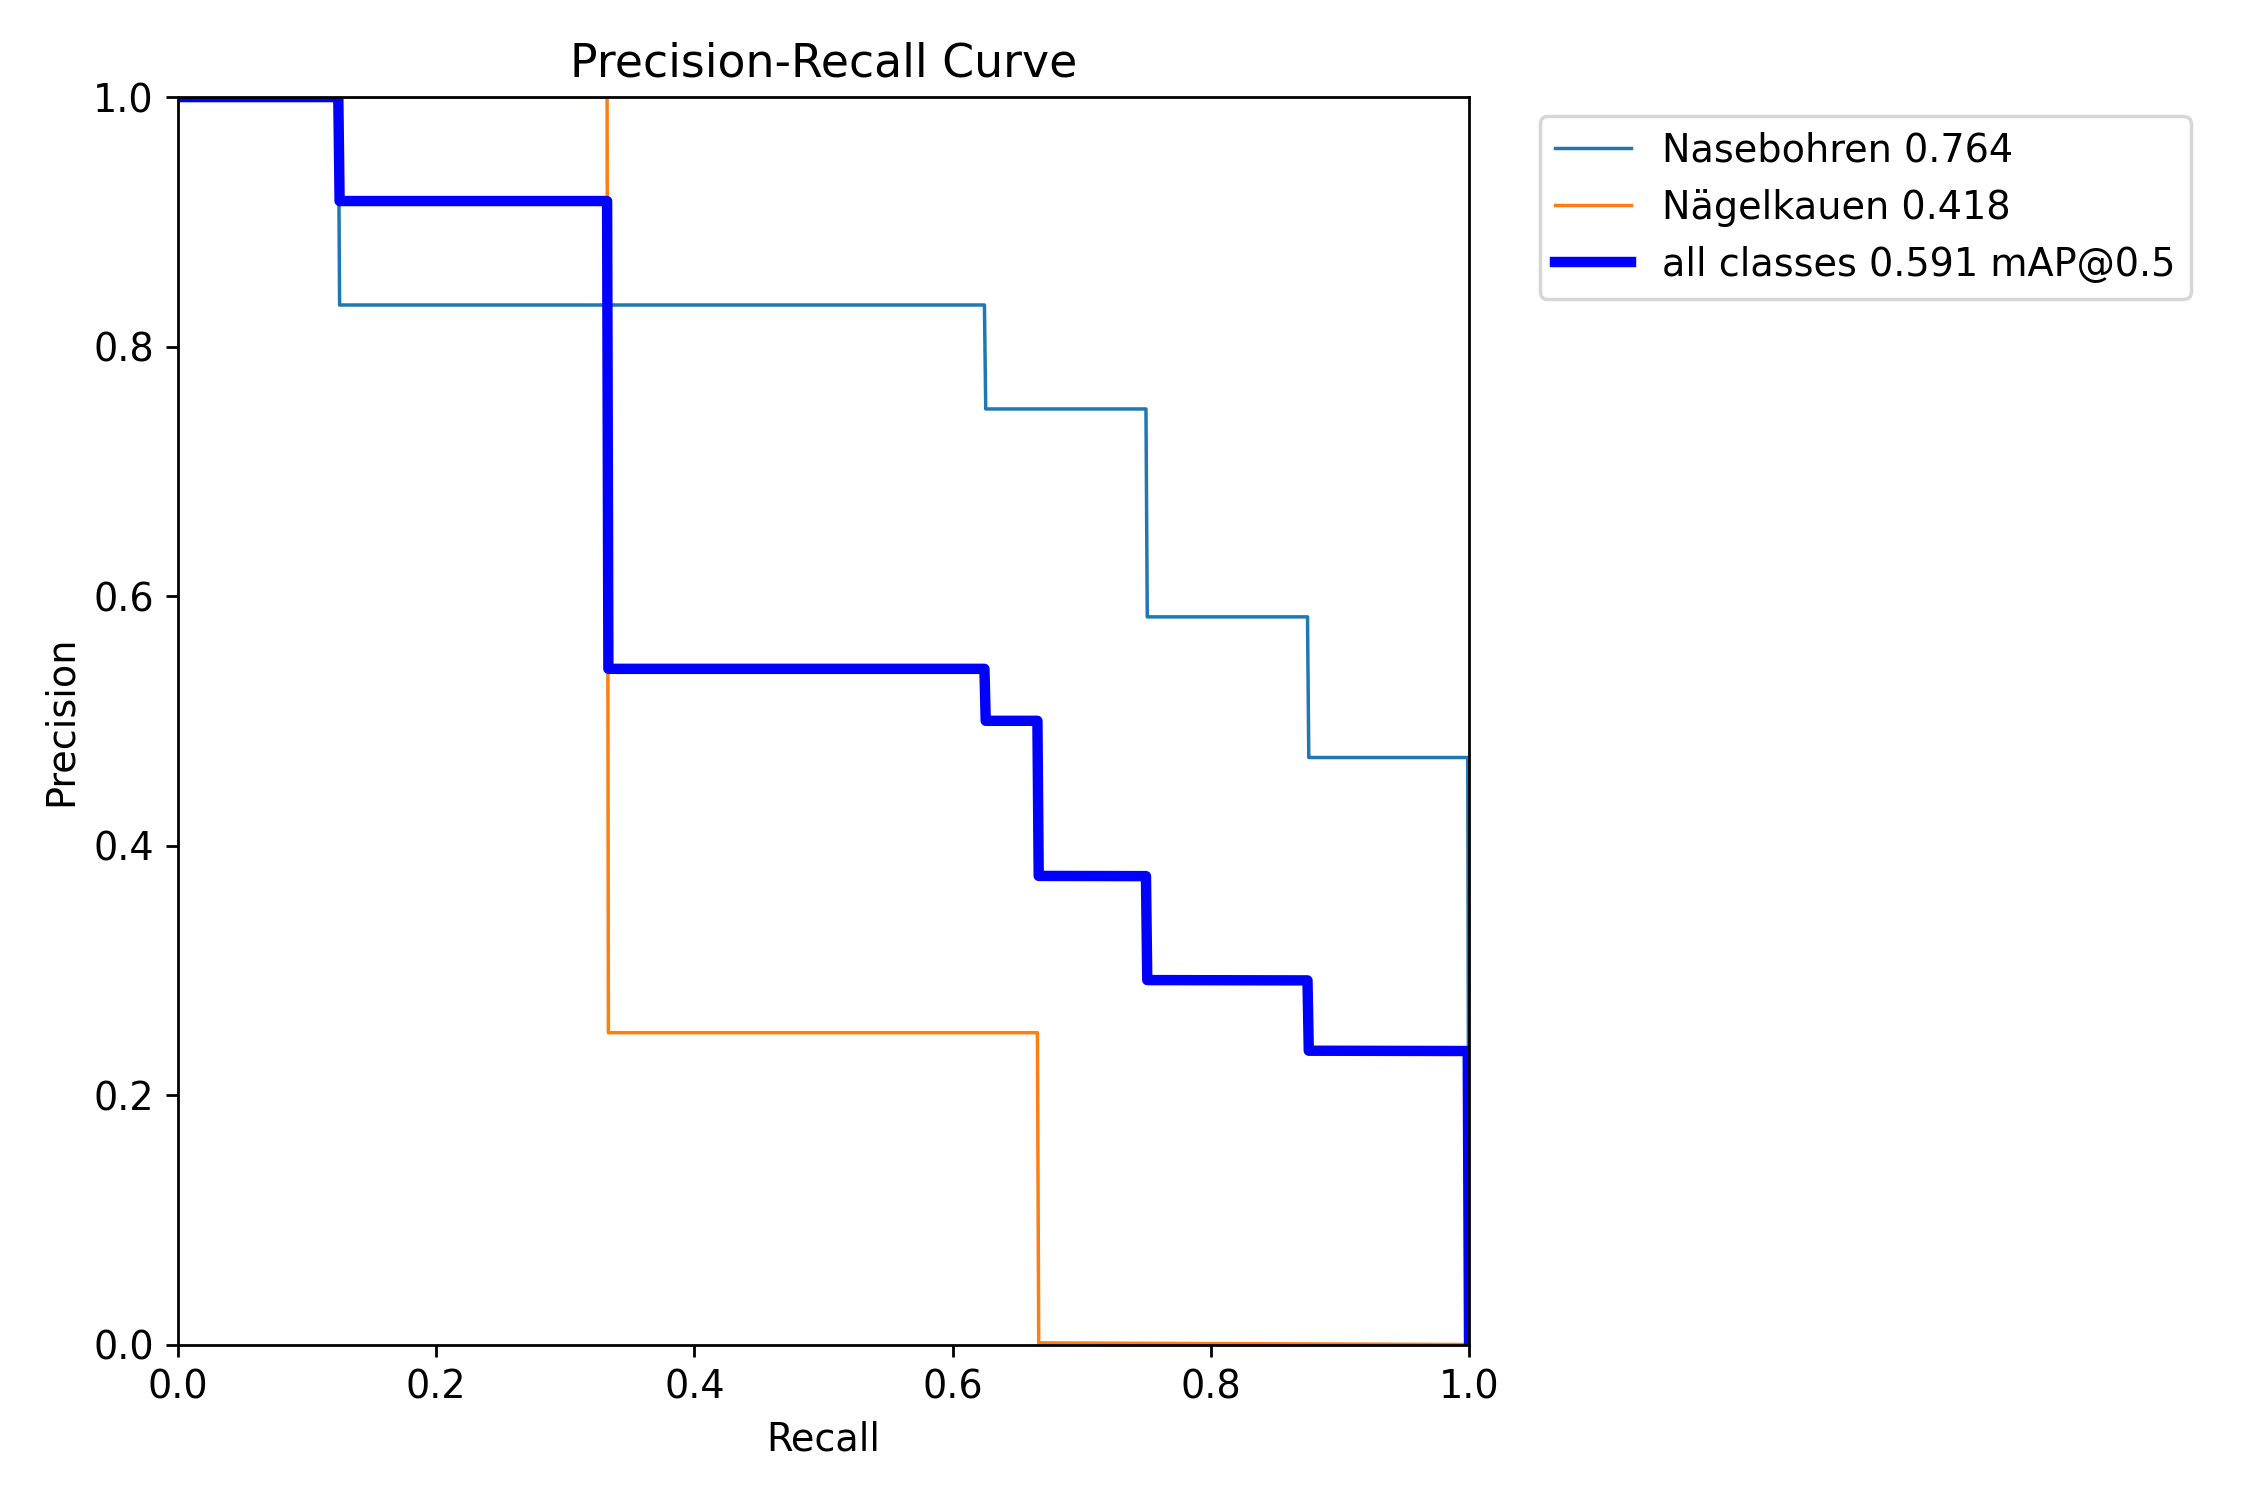 Precision-Recall Curve
1.0
0.8
0.6
0.4
0.2
0.0
Precision
0.0 0.2 0.4 0.6 0.8 1.0
Recall
Nasebohren 0.764
Nägelkauen 0.418
all classes 0.591 mAP@0.5